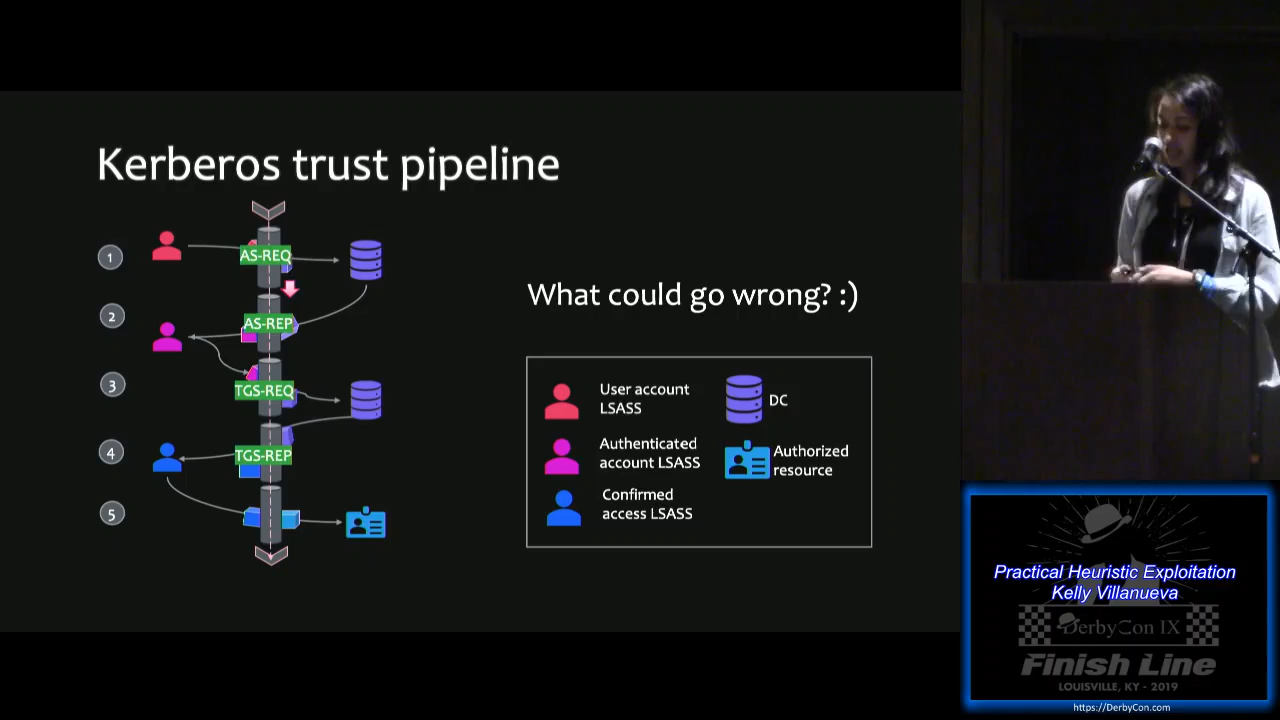 Kerberos trust pipeline
1
AS-REQ
2
AS-REP
3
TGS-REQ
4
TGS-REP
5
What could go wrong? :)
User account
LSASS
DC
Authenticated
account LSASS
Authorized
resource
Confirmed
access LSASS
Practical Heuristic Exploitation
Kelly Villanueva
DerbyCon IX
Finish Line
LOUISVILLE, KY - 2019
https://DerbyCon.com